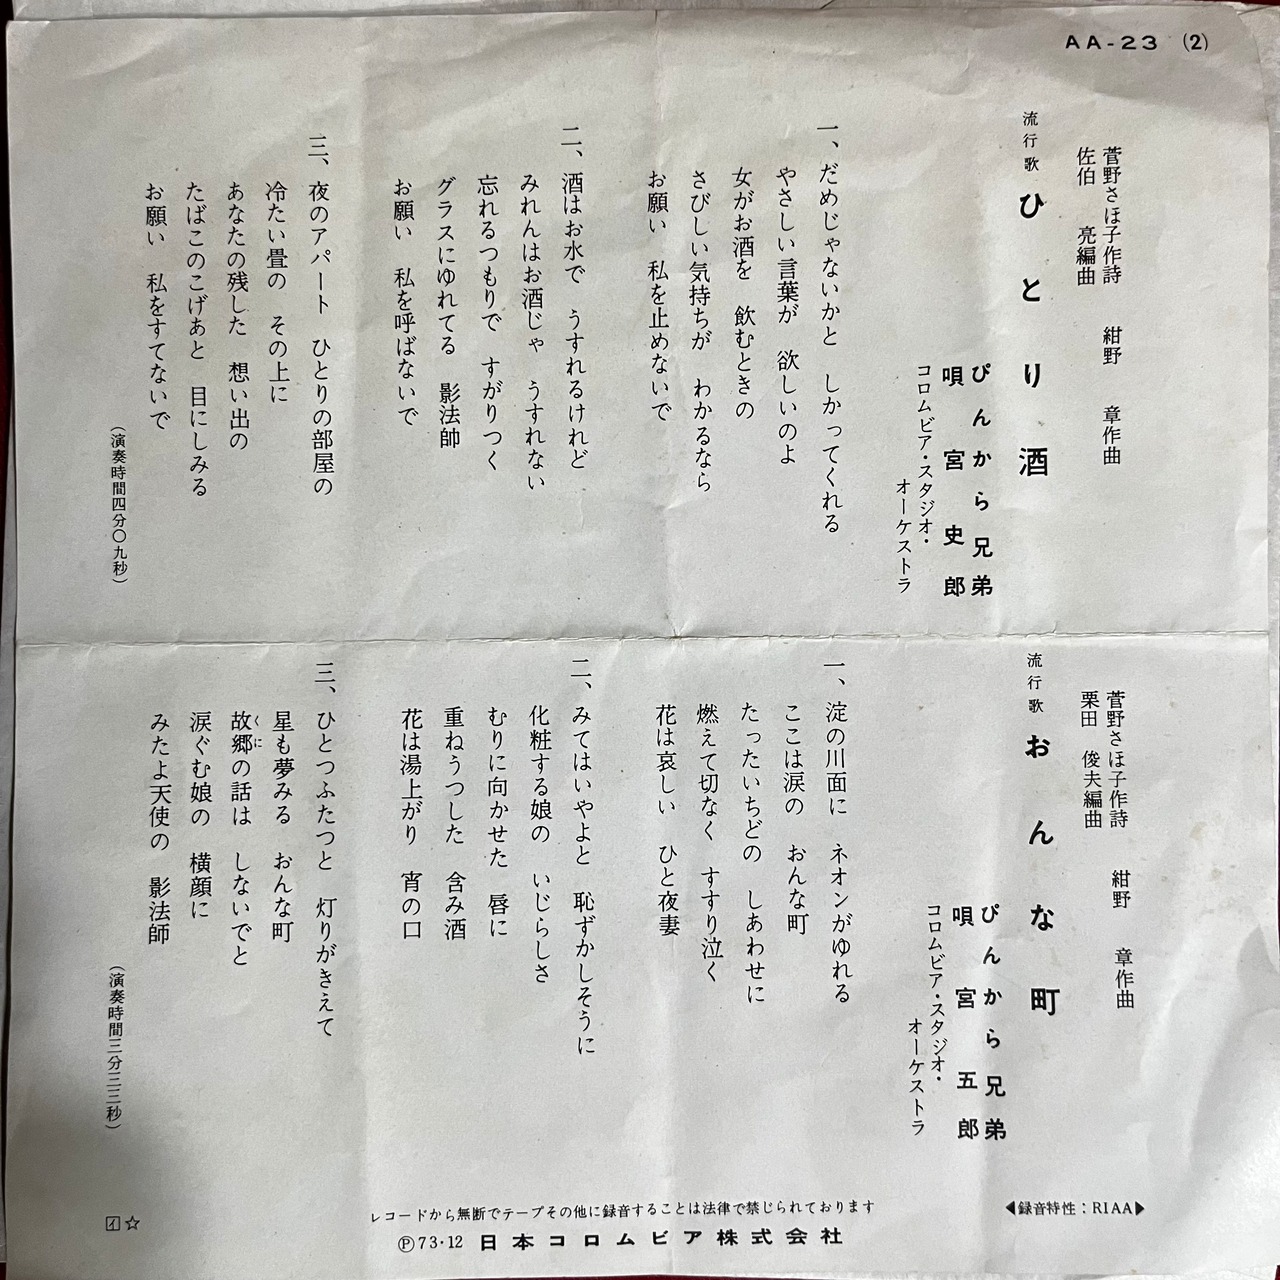 AA-23 (2)
菅野さほ子作詩 紺野 章作曲
佐伯 亮編曲
流行歌 ひとり酒
ぴんから兄弟
唄 宮史郎
コロムビア・スタジオ・
オーケストラ
一、だめじゃないかと しかってくれる
やさしい言葉が 欲しいのよ
女がお酒を 飲むときの
さびしい気持ちが わかるなら
お願い 私を止めないで
二、酒はお水で うすれるけれど
みれんはお酒じゃ うすれない
忘れるつもりで すがりつく
グラスにゆれてる 影法師
お願い 私を呼ばないで
三、夜のアパート ひとりの部屋の
冷たい畳の その上に
あなたの残した 想い出の
たばこのこげあと 目にしみる
お願い 私をすてないで
(演奏時間四分〇九秒)
菅野さほ子作詩 紺野 章作曲
栗田 俊夫編曲
流行歌 おんな町
ぴんから兄弟
唄 宮五郎
コロムビア・スタジオ・
オーケストラ
一、淀の川面に ネオンがゆれる
ここは涙の おんな町
たったいちどの しあわせに
燃えて切なく すすり泣く
花は哀しい ひと夜妻
二、みてはいやよと 恥ずかしそうに
化粧する娘の いじらしさ
むりに向かせた 唇に
重ねうつした 含み酒
花は湯上がり 宵の口
三、ひとつふたつと 灯りがきえて
星も夢みる おんな町
故郷(くに)の話は しないでと
涙ぐむ娘の 横顔に
みたよ天使の 影法師
(演奏時間三分三三秒)
◀録音特性：RIAA▶
レコードから無断でテープその他に録音することは法律で禁じられております
Ⓟ73・12 日本コロムビア株式会社
イ☆